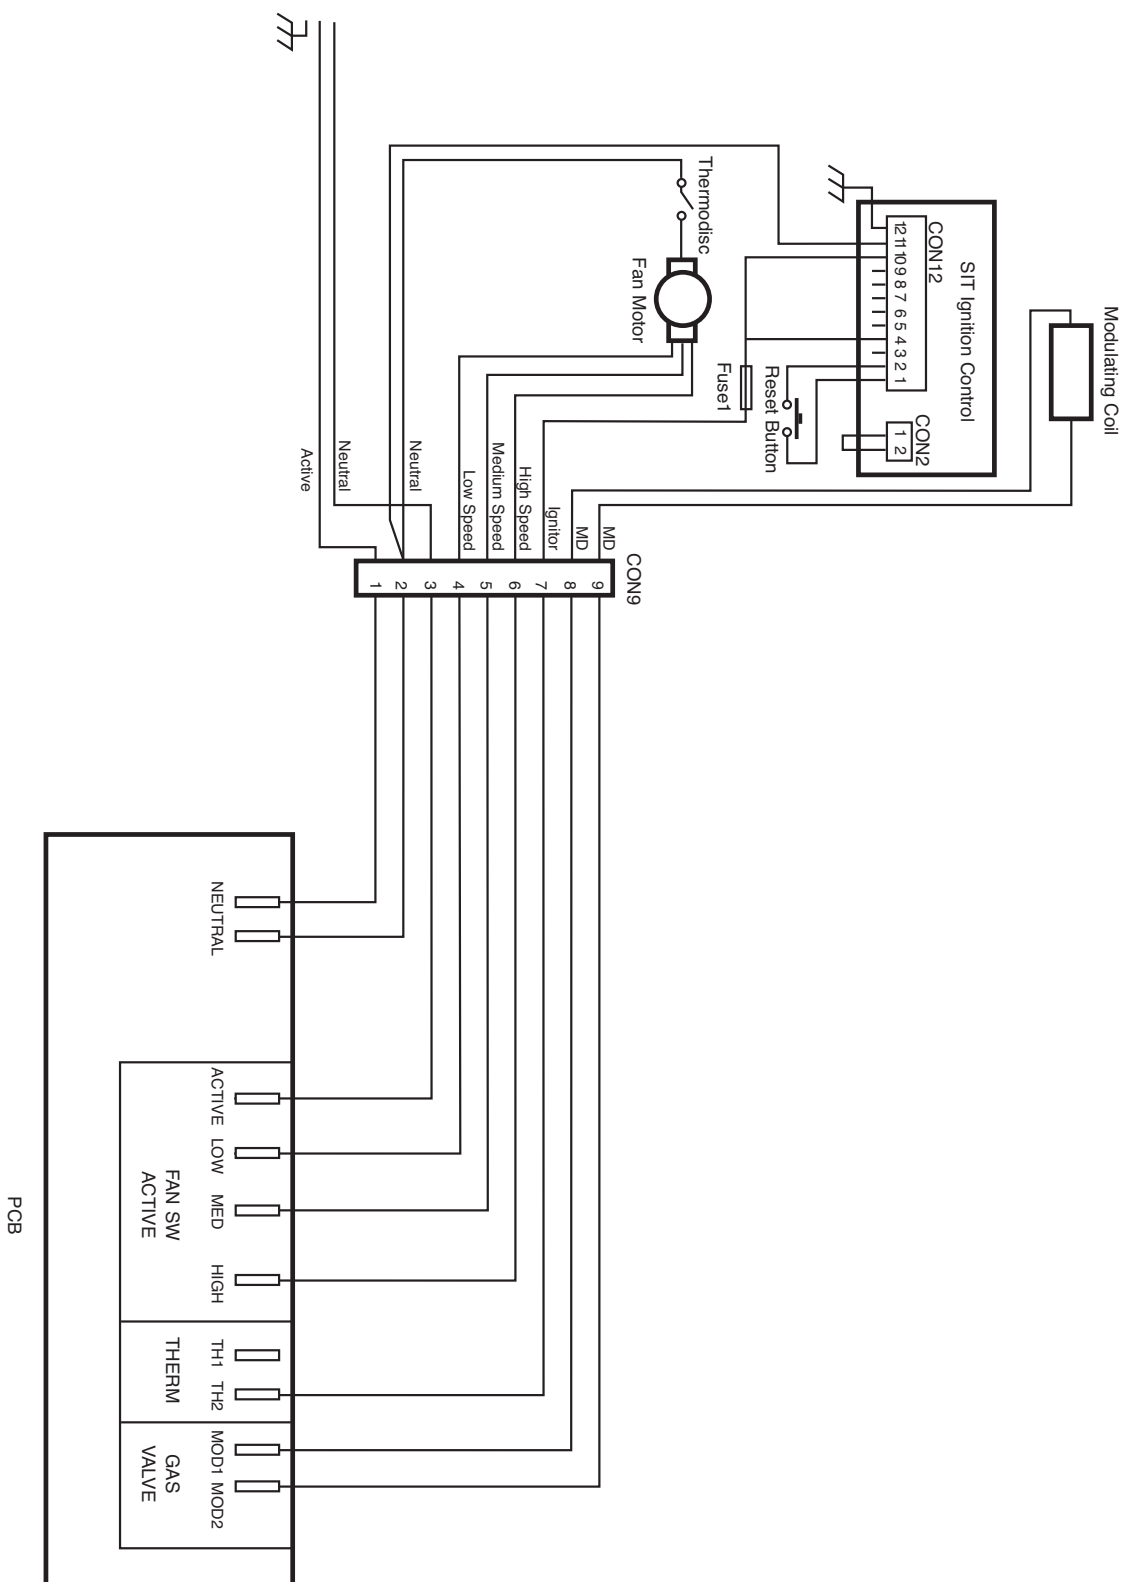 Modulating Coil
SIT Ignition Control
CON12
12 11 10 9 8 7 6 5 4 3 2 1
CON2
1 2
Reset Button
Fuse1
Thermodisc
Fan Motor
CON9
MD
MD
Ignitor
High Speed
Medium Speed
Low Speed
Neutral
Neutral
Active
9
8
7
6
5
4
3
2
1
NEUTRAL
ACTIVE
LOW
MED
HIGH
TH1
TH2
MOD1
MOD2
FAN SW
ACTIVE
THERM
GAS
VALVE
PCB